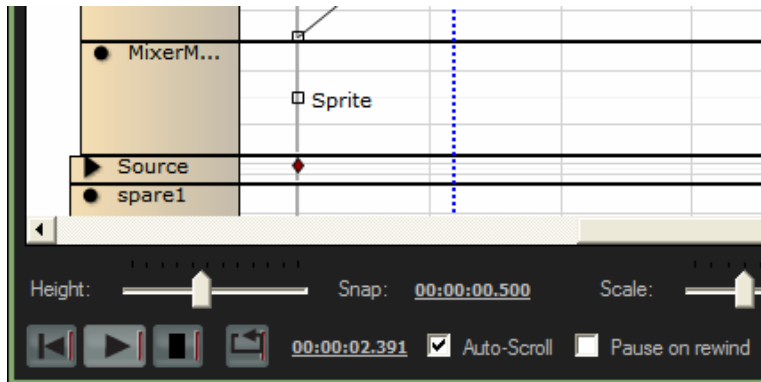 MixerM...
Sprite
Source
spare1
Height: Snap: 00:00:00.500 Scale:
00:00:02.391 Auto-Scroll Pause on rewind